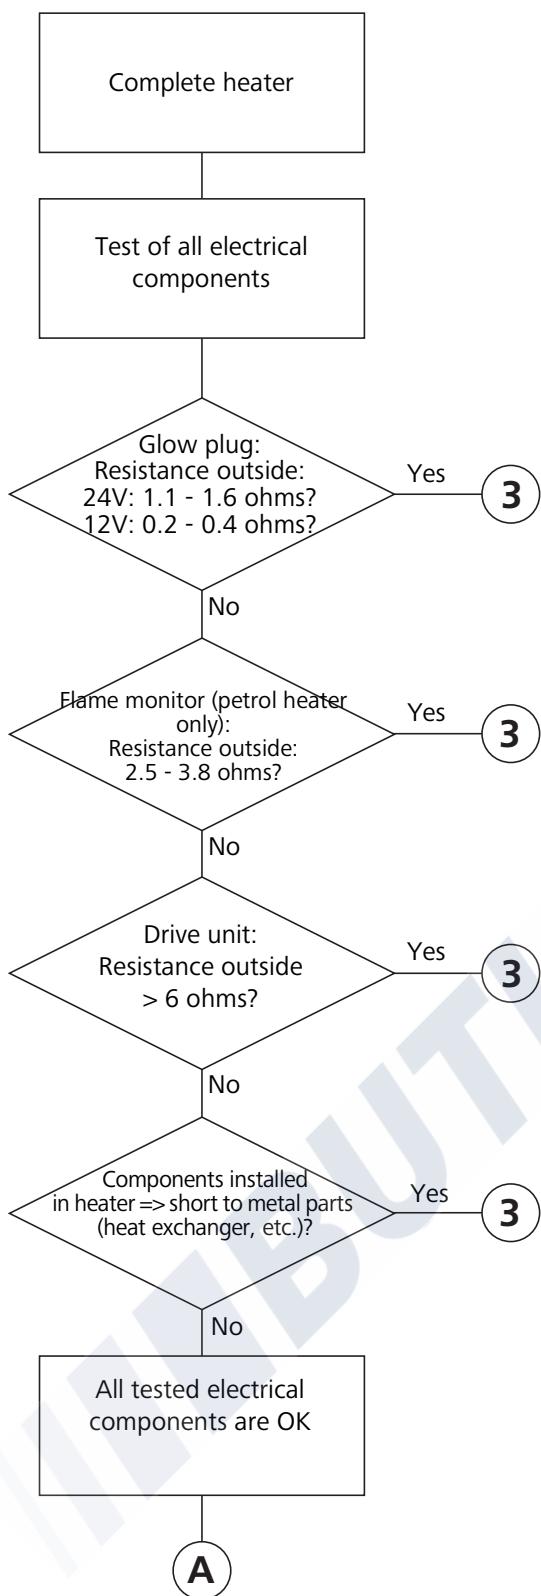 Complete heater
Test of all electrical
components
Glow plug:
Resistance outside:
24V: 1.1 - 1.6 ohms?
12V: 0.2 - 0.4 ohms?
Yes
3
No
Flame monitor (petrol heater
only):
Resistance outside:
2.5 - 3.8 ohms?
Yes
3
No
Drive unit:
Resistance outside
> 6 ohms?
Yes
3
No
Components installed
in heater => short to metal parts
(heat exchanger, etc.)?
Yes
3
No
All tested electrical
components are OK
A